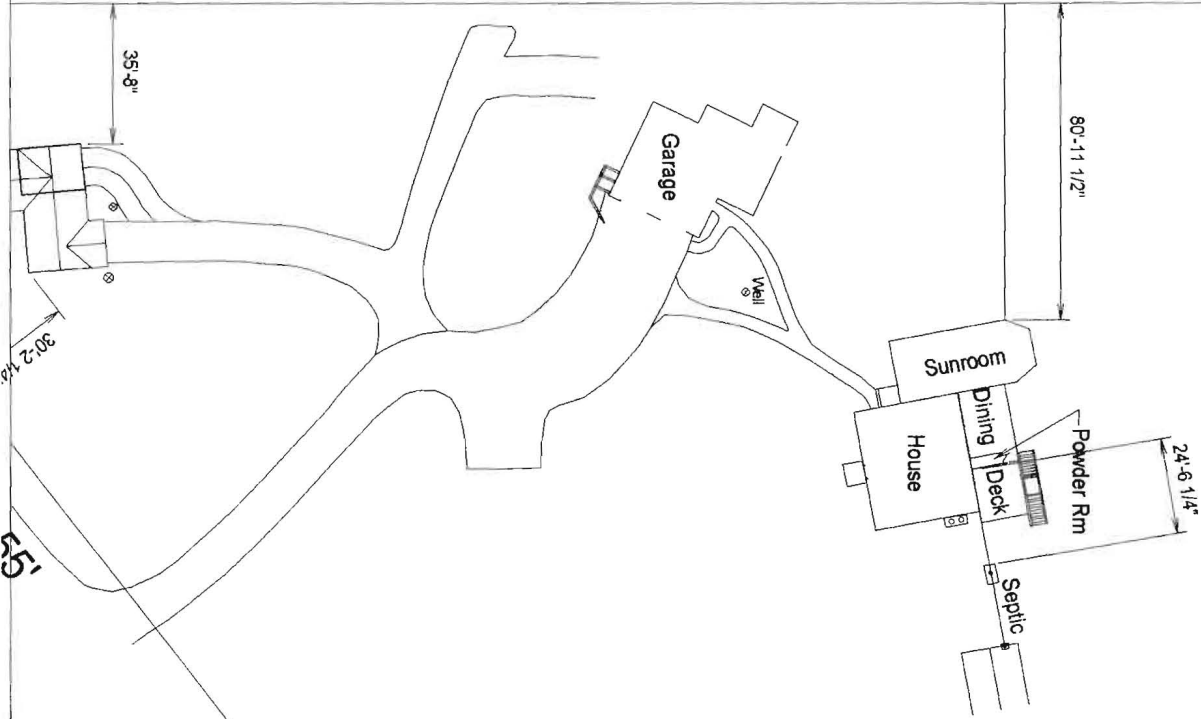 35'-8"
80'-11 1/2"
Garage
Well
Sunroom
Dining
House
Powder Rm
Deck
24'-6 1/4"
30'-2 1/4"
55'
Septic